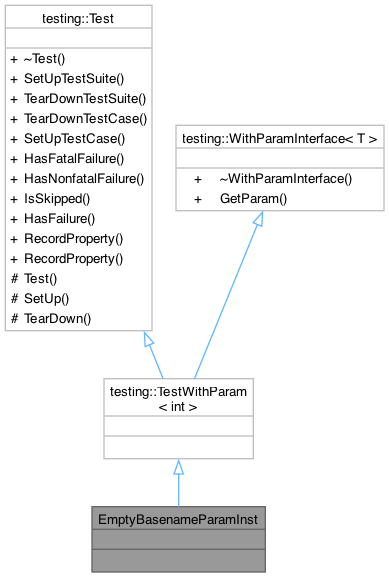 testing::Test
+ ~Test()
+ SetUpTestSuite()
+ TearDownTestSuite()
+ TearDownTestCase()
+ SetUpTestCase()
+ HasFatalFailure()
+ HasNonfatalFailure()
+ IsSkipped()
+ HasFailure()
+ RecordProperty()
+ RecordProperty()
# Test()
# SetUp()
# TearDown()
testing::WithParamInterface< T >
+ ~WithParamInterface()
+ GetParam()
testing::TestWithParam
< int >
EmptyBasenameParamInst